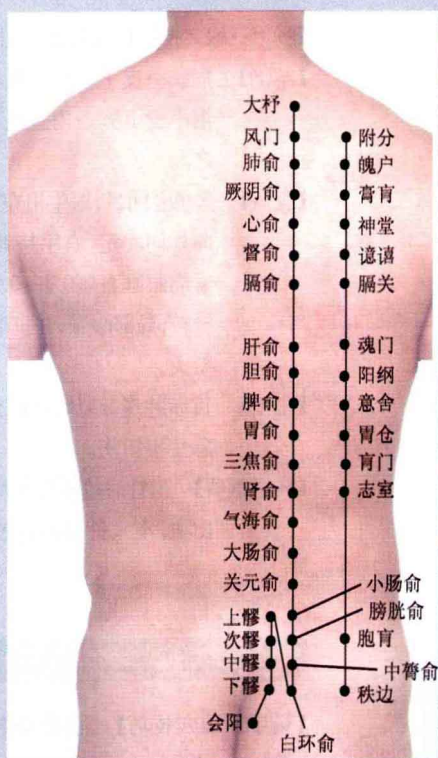 大杼
风门 附分
肺俞 魄户
厥阴俞 膏肓
心俞 神堂
督俞 谚谙
膈俞 膈关
肝俞 魂门
胆俞 阳纲
脾俞 意舍
胃俞 胃仓
三焦俞 肓门
肾俞 志室
气海俞
大肠俞
关元俞 小肠俞
上髎 膀胱俞
次髎 胞肓
中髎 中膂俞
下髎 秩边
会阳
白环俞